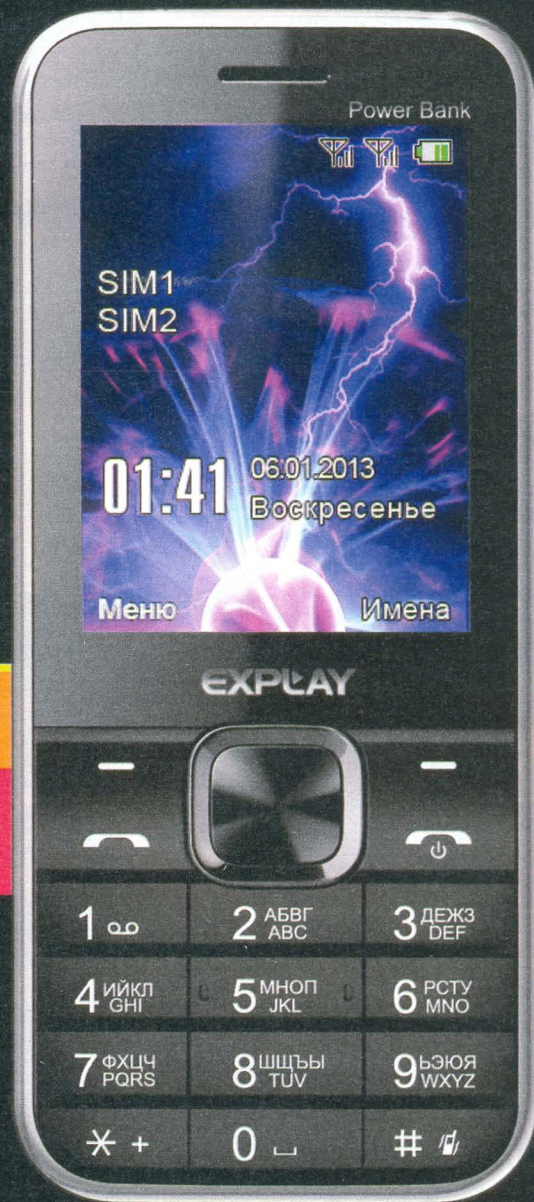 Power Bank
SIM1
SIM2
01:41
06.01.2013
Воскресенье
Меню Имена
EXPLAY
1
2 АБВГ ABC
3 ДЕЖЗ DEF
4 ИЙКЛ GHI
5 МНОП JKL
6 РСТУ MNO
7 ФХЦЧ PQRS
8 ШЩЪЫ TUV
9 ЬЭЮЯ WXYZ
* +
0
#